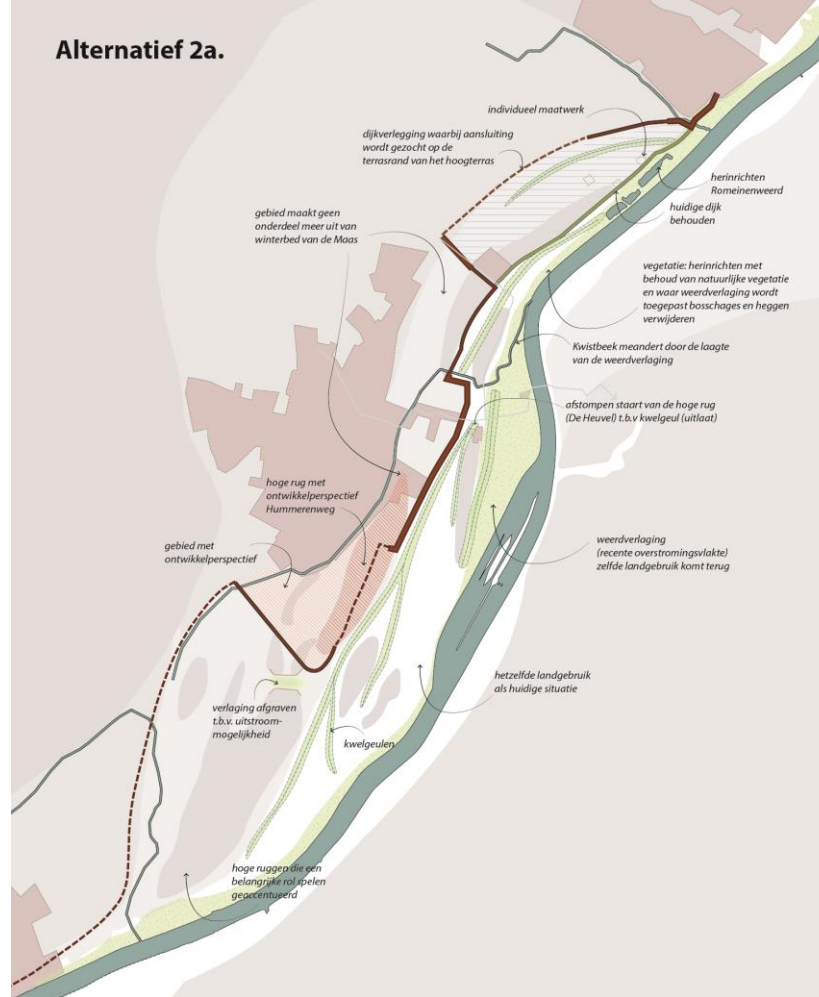 Alternatief 2a.
individueel maatwerk
dijkverlegging waarbij aansluiting
wordt gezocht op de
terrasrand van het hoogterras
herinrichten
Romeinenweerd
huidige dijk
behouden
gebied maakt geen
onderdeel meer uit van
winterbed van de Maas
vegetatie: herinrichten met
behoud van natuurlijke vegetatie
en waar weerdverlaging wordt
toegepast bosschages en heggen
verwijderen
Kwistbeek meandert door de laagte
van de weerdverlaging
afstompen staart van de hoge rug
(De Heuvel) t.b.v kwelgeul (uitlaat)
hoge rug met
ontwikkelperspectief
Hummerenweg
gebied met
ontwikkelperspectief
weerdverlaging
(recente overstromingsvlakte)
zelfde landgebruik komt terug
hetzelfde landgebruik
als huidige situatie
verlaging afgraven
t.b.v. uitstroom-
mogelijkheid
kwelgeulen
hoge ruggen die een
belangrijke rol spelen
geaccentueerd